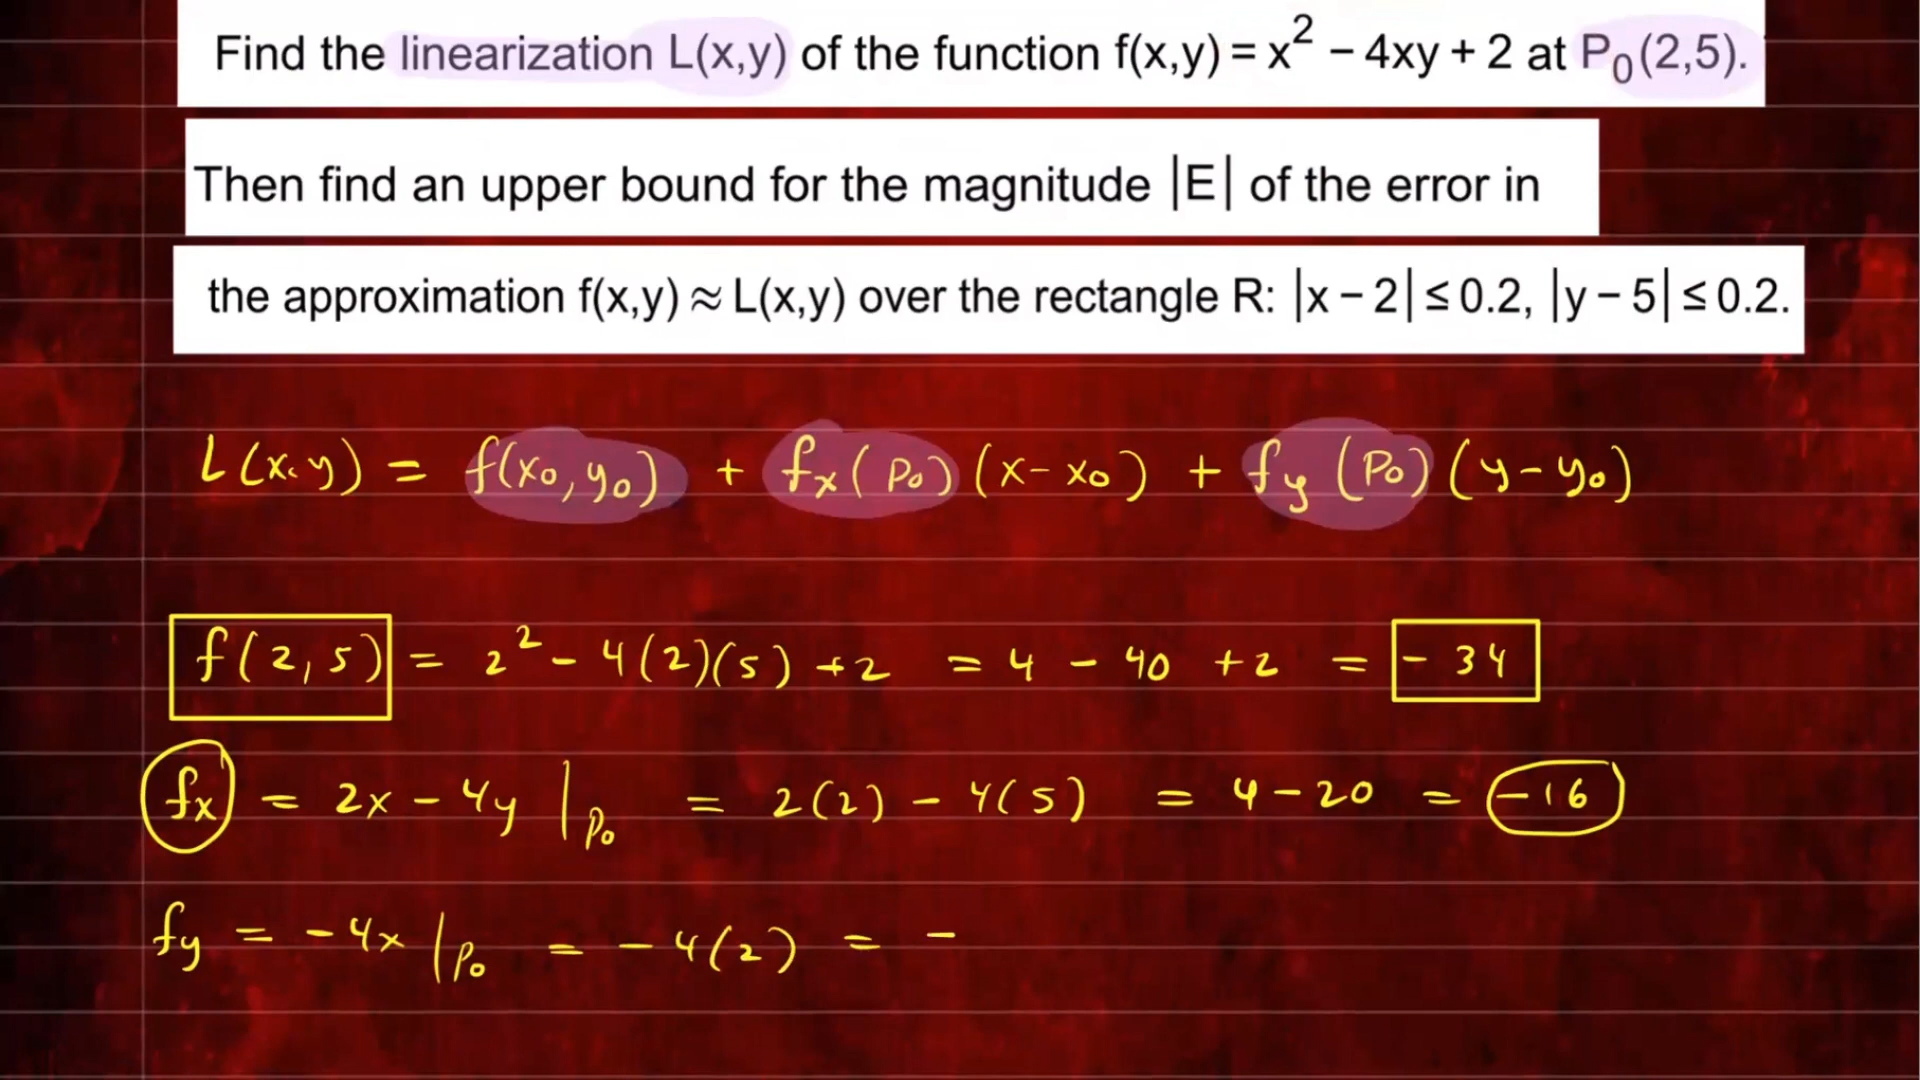 Find the linearization L(x,y) of the function f(x,y) = x² − 4xy + 2 at P₀(2,5).
Then find an upper bound for the magnitude |E| of the error in
the approximation f(x,y) ≈ L(x,y) over the rectangle R: |x − 2| ≤ 0.2, |y − 5| ≤ 0.2.
L(x,y) = f(x₀,y₀) + fx(P₀)(x−x₀) + fy(P₀)(y−y₀)
f(2,5) = 2² − 4(2)(5) + 2 = 4 − 40 + 2 = −34
fx = 2x − 4y |P₀ = 2(2) − 4(5) = 4 − 20 = −16
fy = −4x |P₀ = −4(2) = −